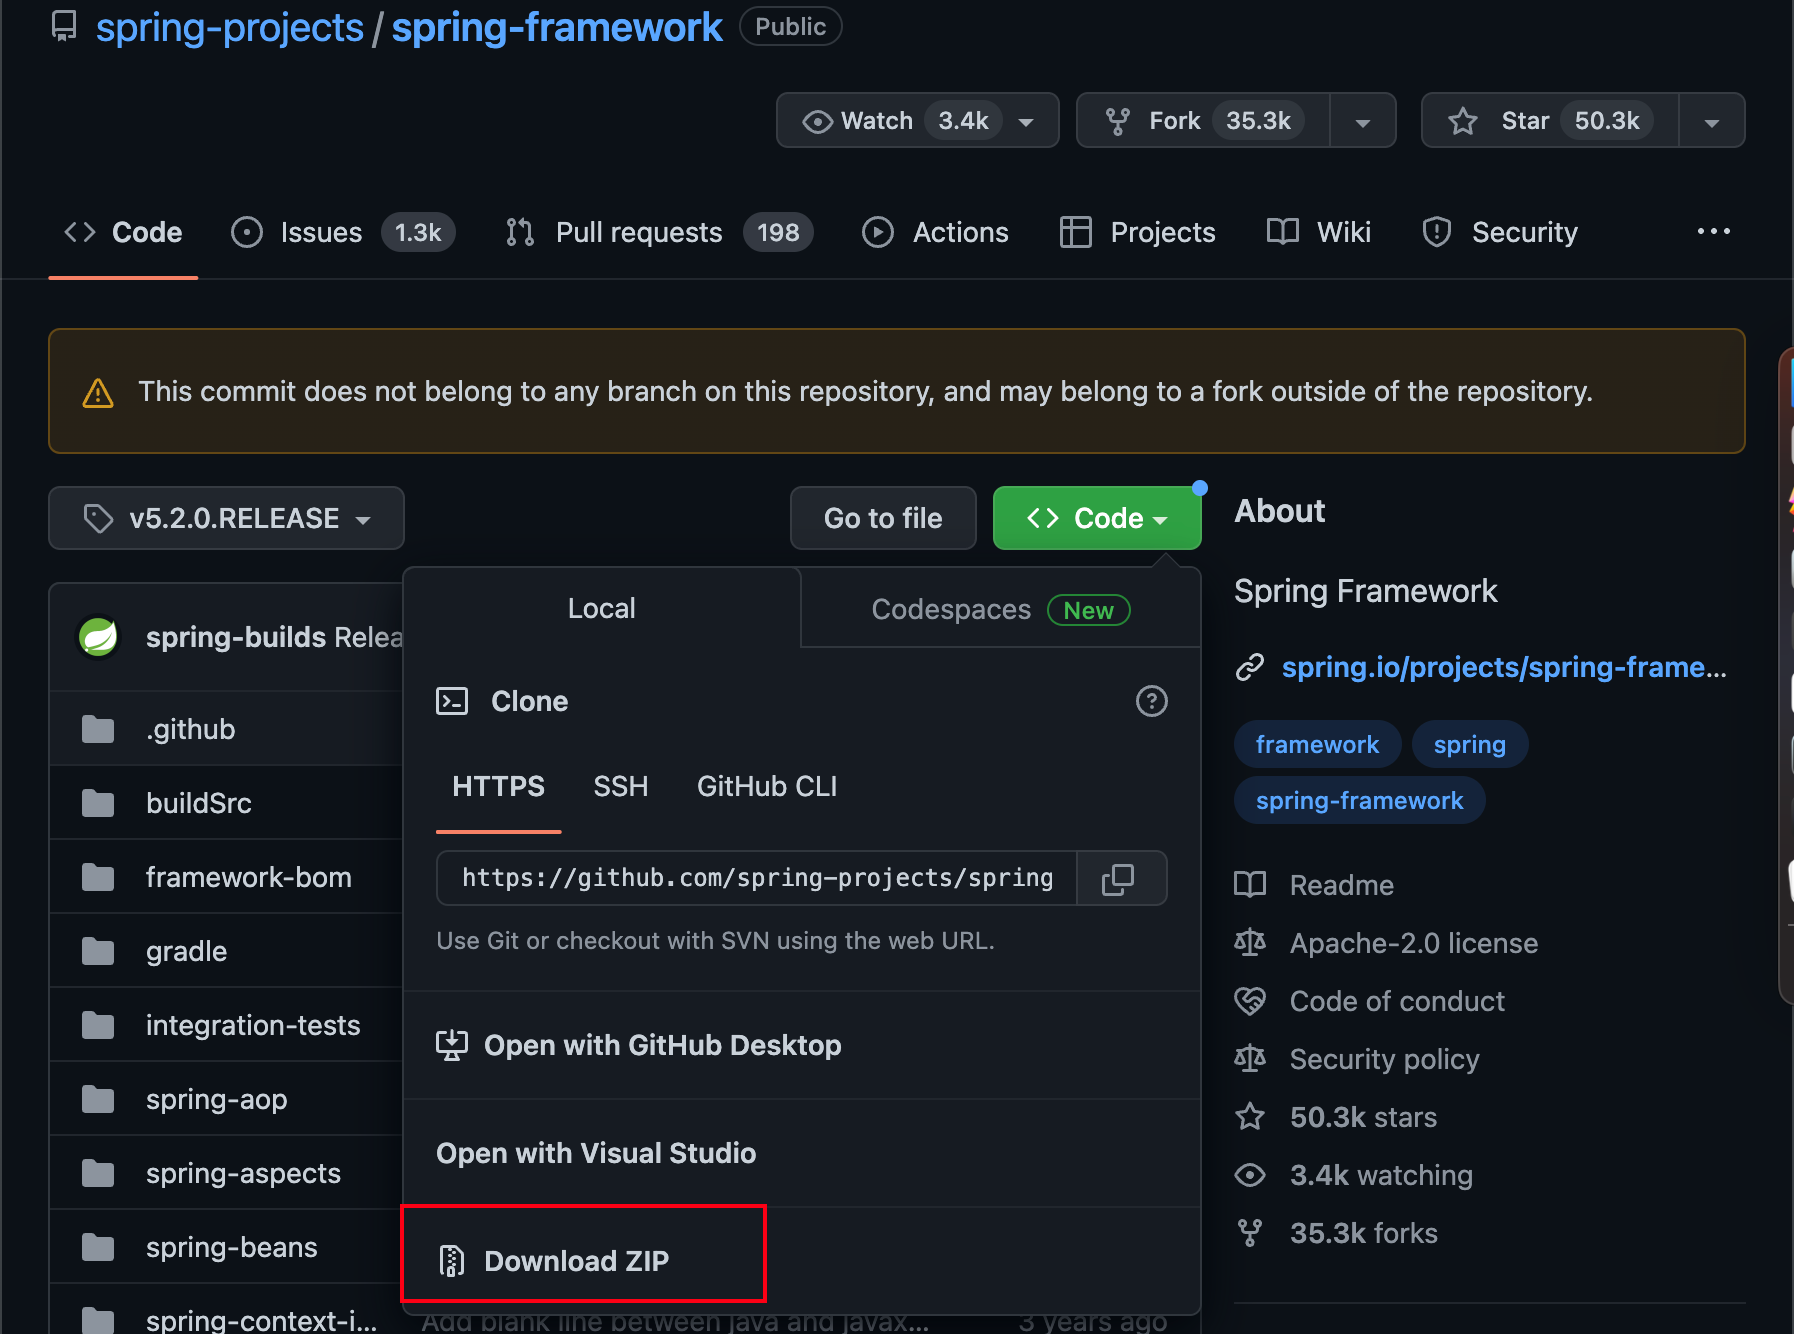 spring-projects / spring-framework Public
Watch 3.4k Fork 35.3k Star 50.3k
Code Issues 1.3k Pull requests 198 Actions Projects Wiki Security ...
This commit does not belong to any branch on this repository, and may belong to a fork outside of the repository.
v5.2.0.RELEASE Go to file Code
spring-builds Relea
.github
buildSrc
framework-bom
gradle
integration-tests
spring-aop
spring-aspects
spring-beans
spring-context-i...
Local Codespaces New
Clone
HTTPS SSH GitHub CLI
https://github.com/spring-projects/spring
Use Git or checkout with SVN using the web URL.
Open with GitHub Desktop
Open with Visual Studio
Download ZIP
Add blank line between java and javax... 3 years ago
About
Spring Framework
spring.io/projects/spring-frame...
framework spring
spring-framework
Readme
Apache-2.0 license
Code of conduct
Security policy
50.3k stars
3.4k watching
35.3k forks